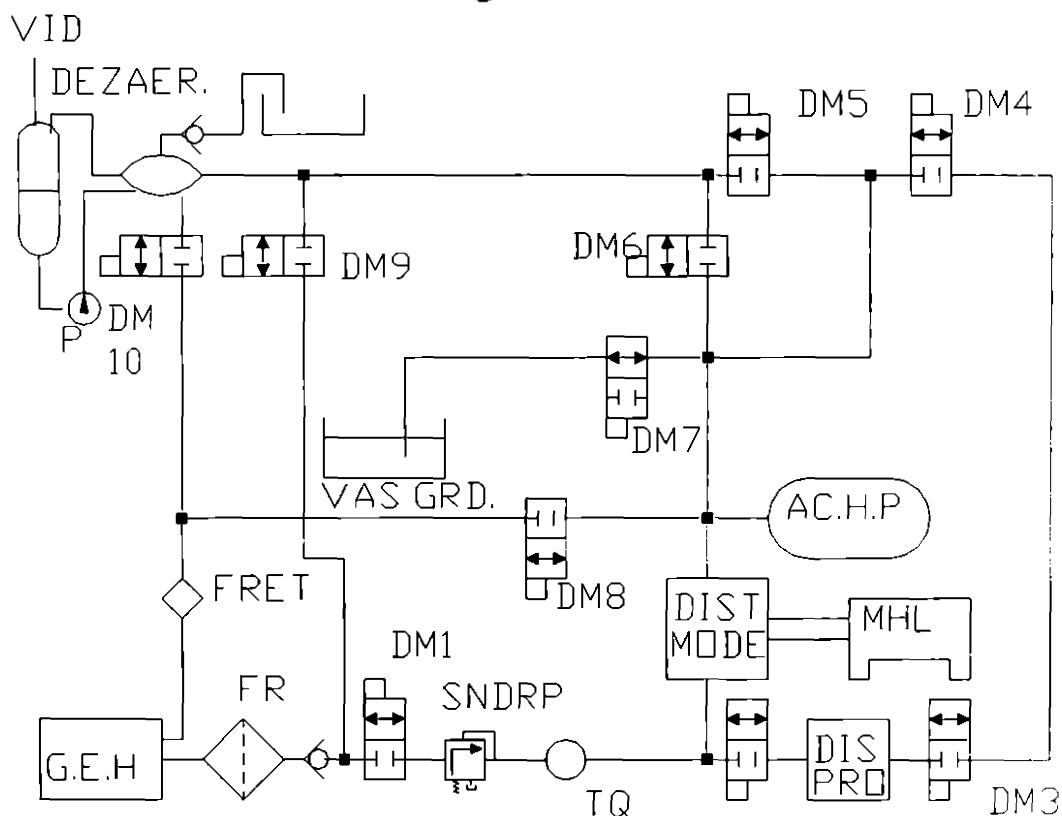 VID
DEZAER.
DM5
DM4
DM9
DM6
P
DM
10
DM7
VAS GRD.
AC.H.P
FRET
DM8
DIST
MODE
MHL
DM1
FR
SNDRP
G.E.H
DIS
PRO
TQ
DM3